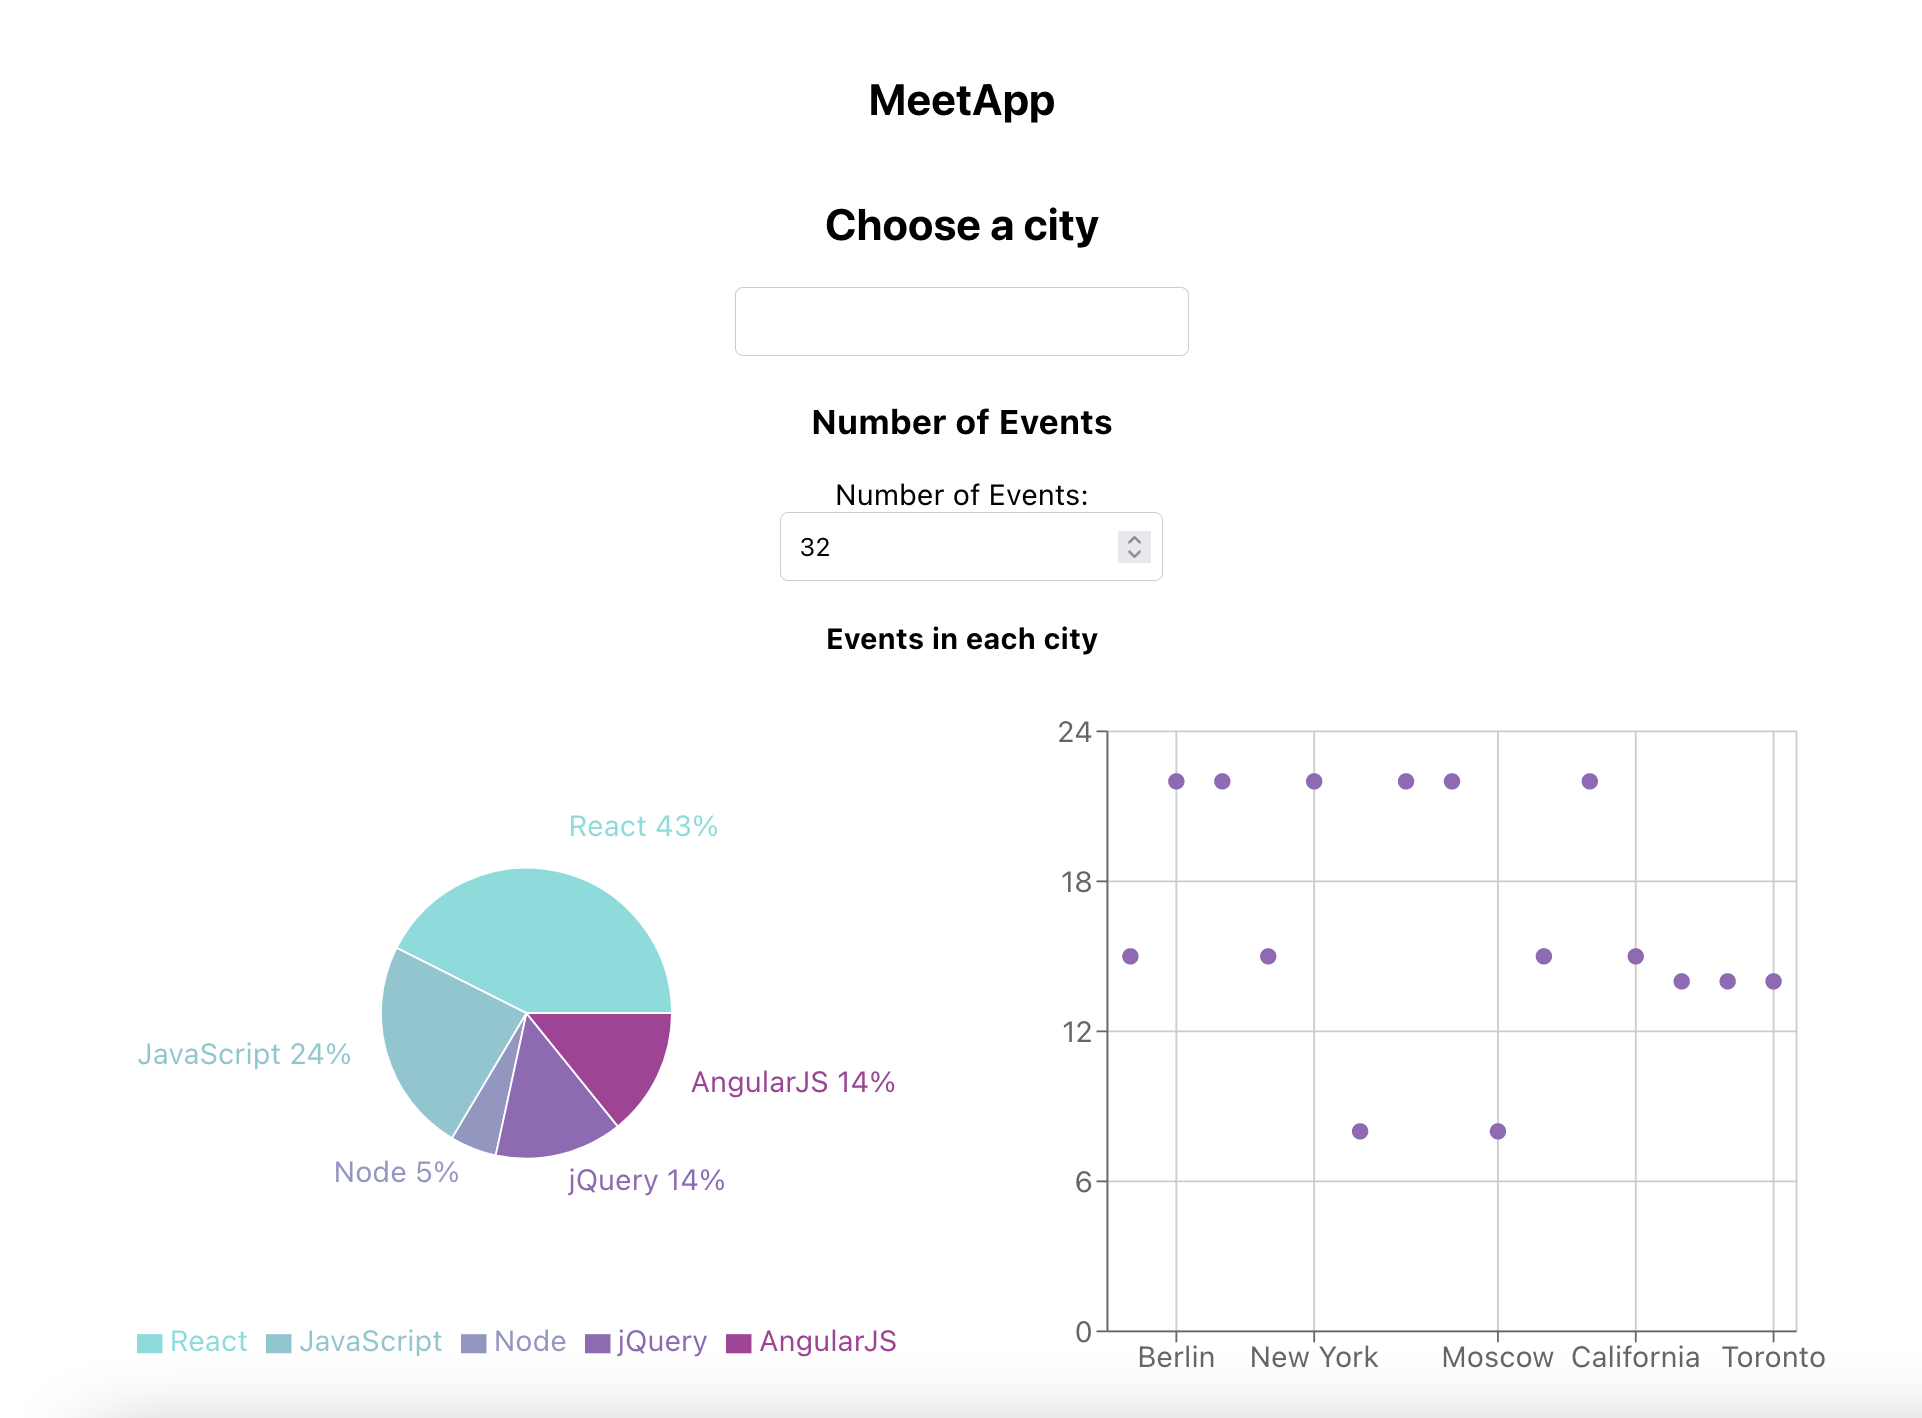 MeetApp
Choose a city
Number of Events
Number of Events:
32
Events in each city
React 43%
JavaScript 24%
AngularJS 14%
Node 5%
jQuery 14%
React JavaScript Node jQuery AngularJS
24
18
12
6
0
Berlin New York Moscow California Toronto